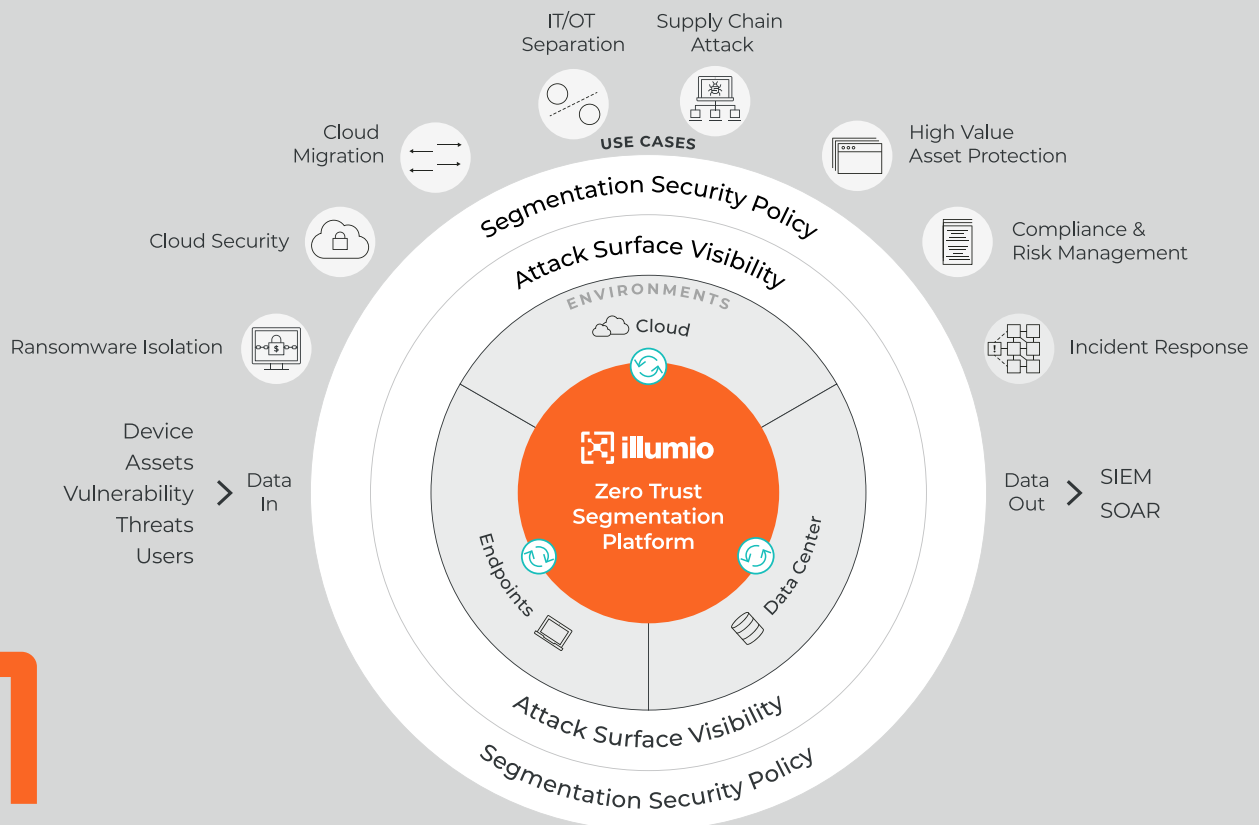 IT/OT
Separation
Supply Chain
Attack
Cloud
Migration
USE CASES
High Value
Asset Protection
Cloud Security
Compliance &
Risk Management
Ransomware Isolation
Incident Response
Segmentation Security Policy
Attack Surface Visibility
ENVIRONMENTS
Cloud
illumio
Zero Trust
Segmentation
Platform
Endpoints
Data Center
Device
Assets
Vulnerability
Threats
Users
Data
In
Data
Out
SIEM
SOAR
Attack Surface Visibility
Segmentation Security Policy